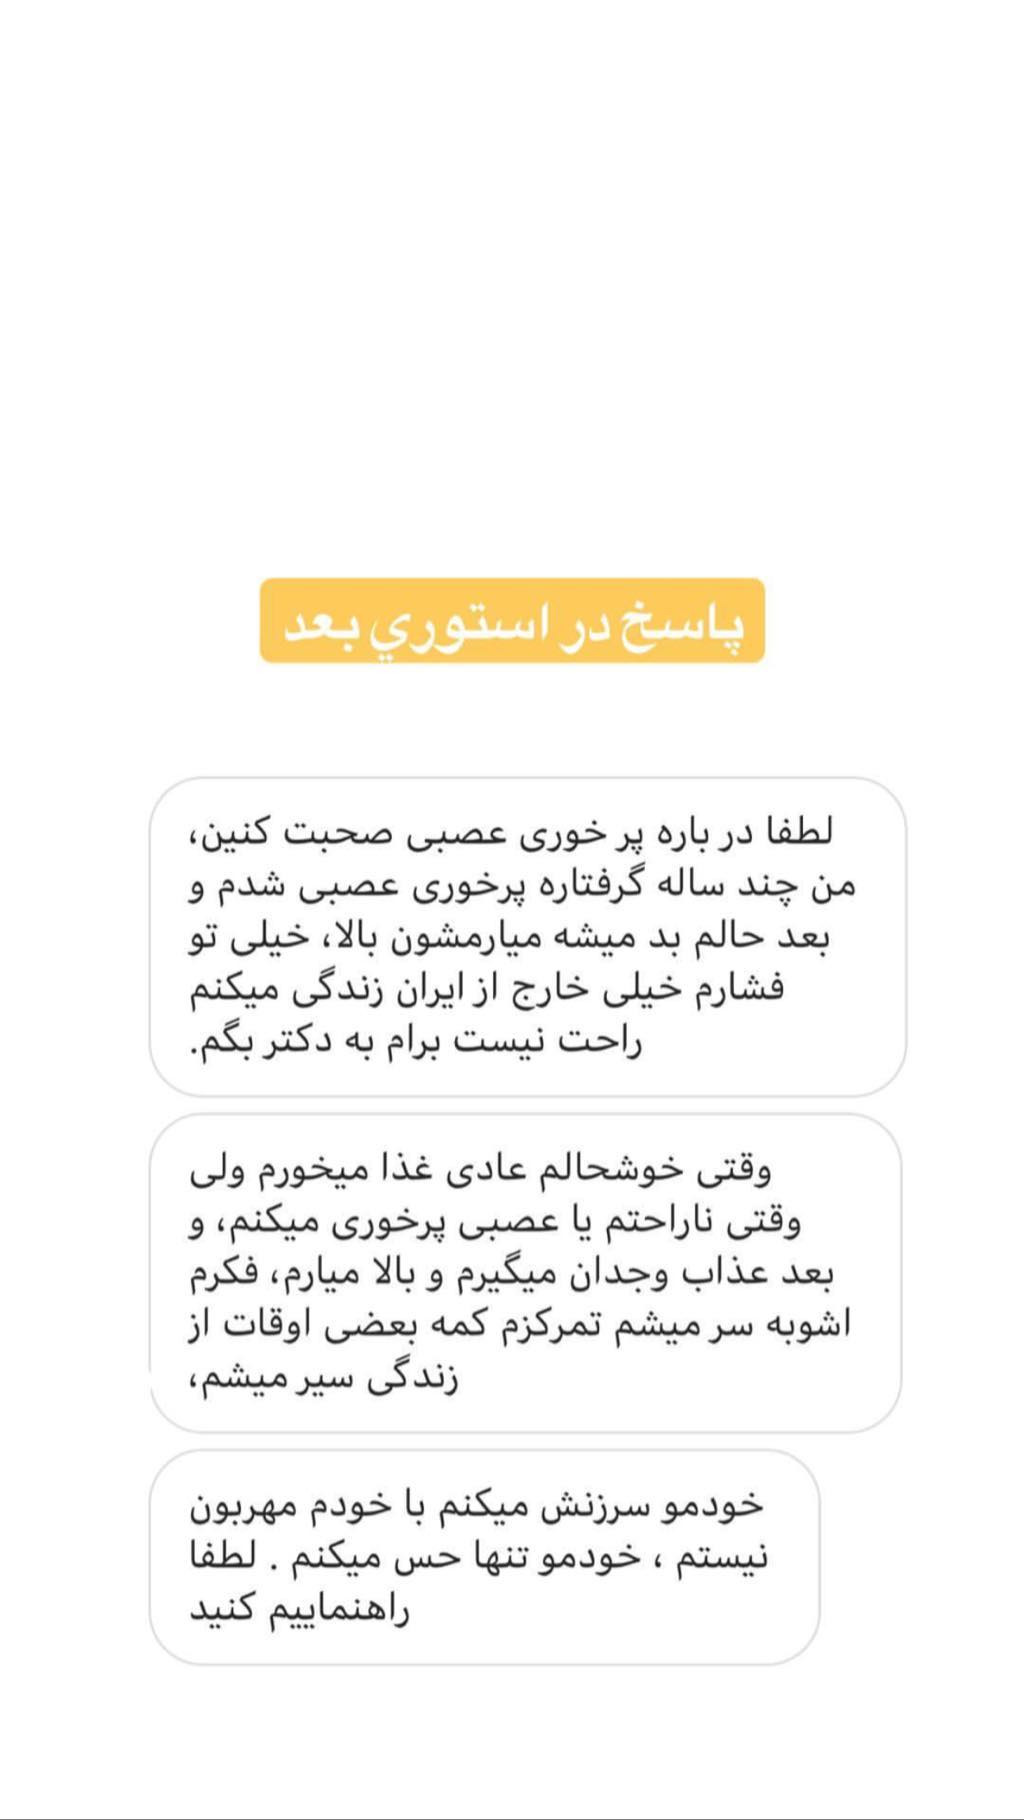 پاسخ در استوري بعد
لطفا در باره پر خوری عصبی صحبت کنین،
من چند ساله گرفتاره پرخوری عصبی شدم و
بعد حالم بد میشه میارمشون بالا، خیلی تو
فشارم خیلی خارج از ایران زندگی میکنم
راحت نیست برام به دکتر بگم.
وقتی خوشحالم عادی غذا میخورم ولی
وقتی ناراحتم یا عصبی پرخوری میکنم، و
بعد عذاب وجدان میگیرم و بالا میارم، فکرم
اشوبه سر میشم تمرکزم کمه بعضی اوقات از
زندگی سیر میشم،
خودمو سرزنش میکنم با خودم مهربون
نیستم ، خودمو تنها حس میکنم . لطفا
راهنماییم کنید